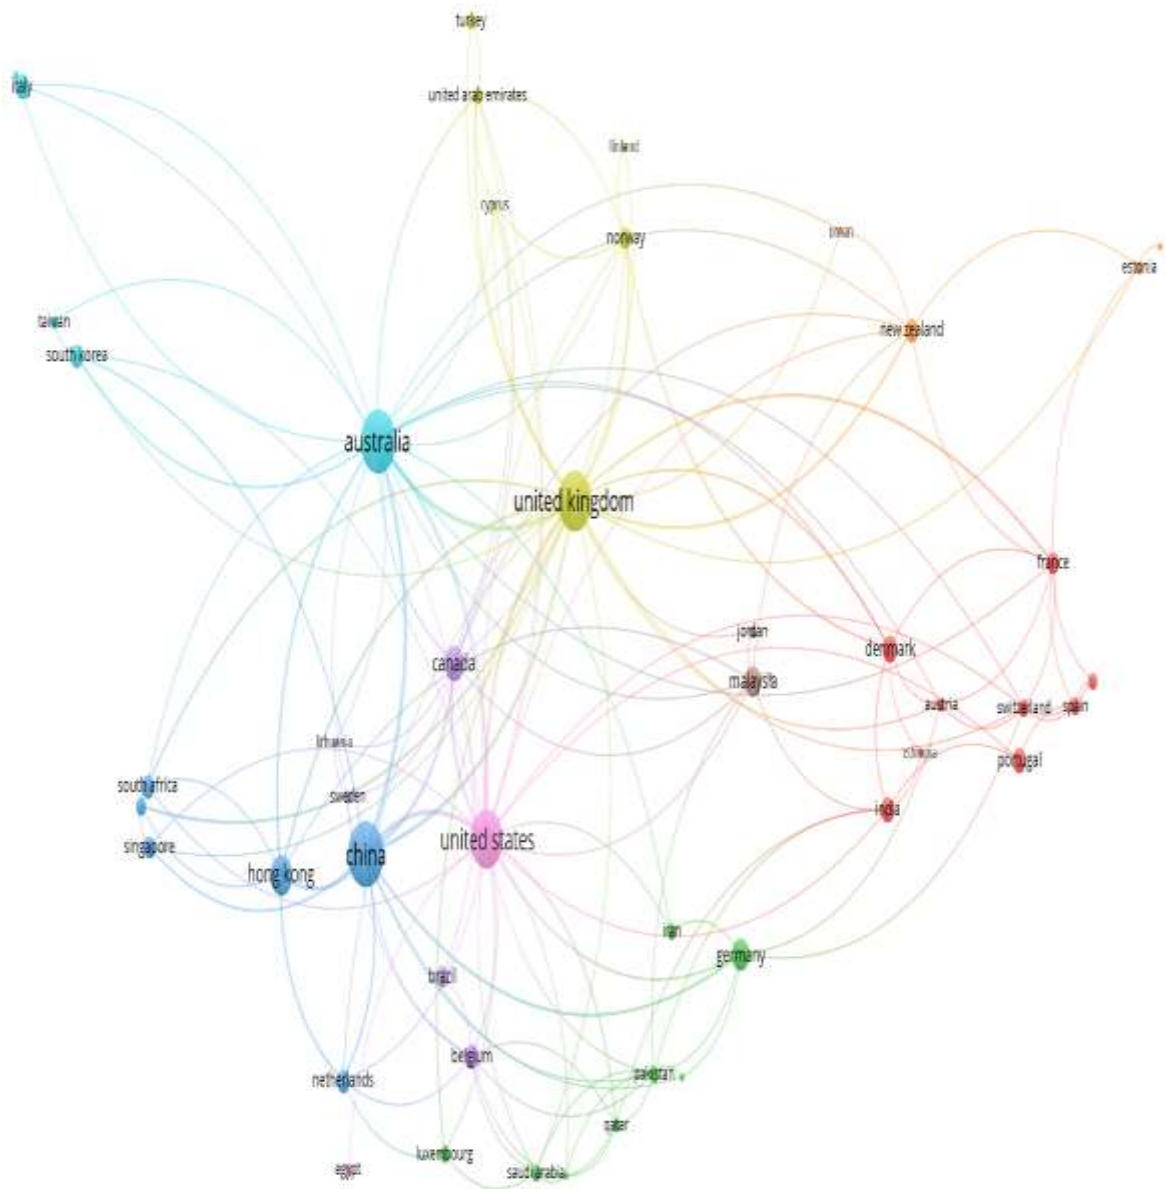 turkey
italy
united arab emirates
finland
cyprus
norway
estonia
taiwan
new zealand
south korea
australia
united kingdom
france
jordan
denmark
canada
malaysia
austria
switzerland
spain
lithuania
portugal
south africa
sweden
india
singapore
united states
china
hong kong
iran
germany
brazil
belgium
netherlands
pakistan
qatar
luxembourg
egypt
saudi arabia